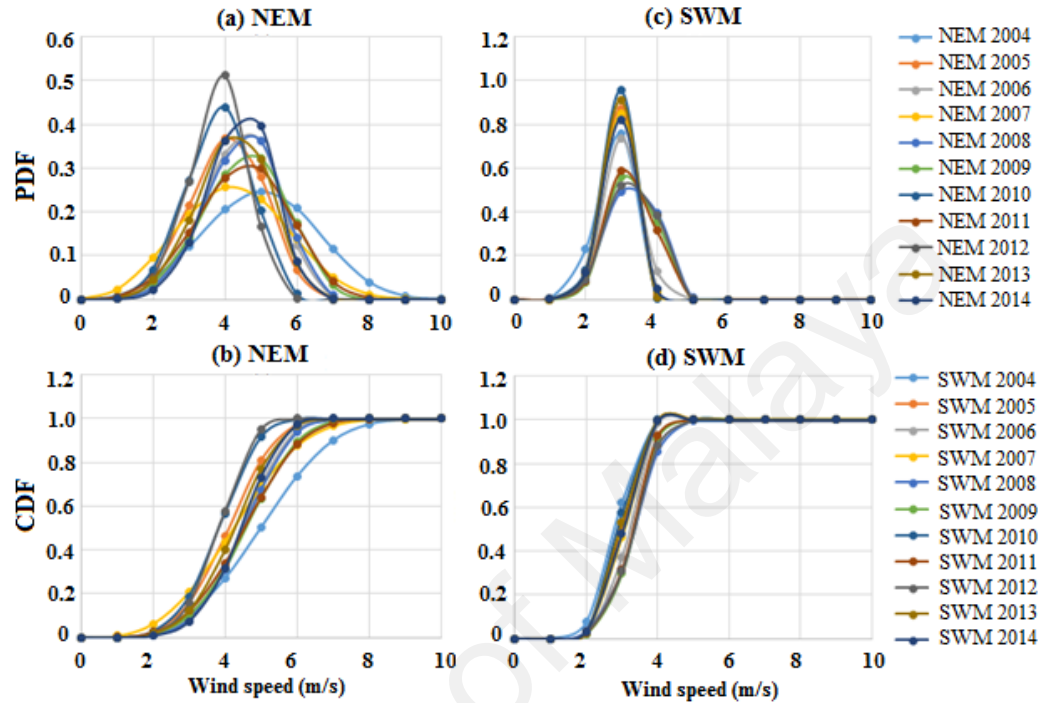 (a) NEM
(c) SWM
PDF
0.6
0.5
0.4
0.3
0.2
0.1
0
0 2 4 6 8 10
1.2
1.0
0.8
0.6
0.4
0.2
0
0 2 4 6 8 10
NEM 2004
NEM 2005
NEM 2006
NEM 2007
NEM 2008
NEM 2009
NEM 2010
NEM 2011
NEM 2012
NEM 2013
NEM 2014
(b) NEM
(d) SWM
CDF
1.2
1.0
0.8
0.6
0.4
0.2
0
0 2 4 6 8 10
Wind speed (m/s)
1.2
1.0
0.8
0.6
0.4
0.2
0
0 2 4 6 8 10
Wind speed (m/s)
SWM 2004
SWM 2005
SWM 2006
SWM 2007
SWM 2008
SWM 2009
SWM 2010
SWM 2011
SWM 2012
SWM 2013
SWM 2014
of Malaya